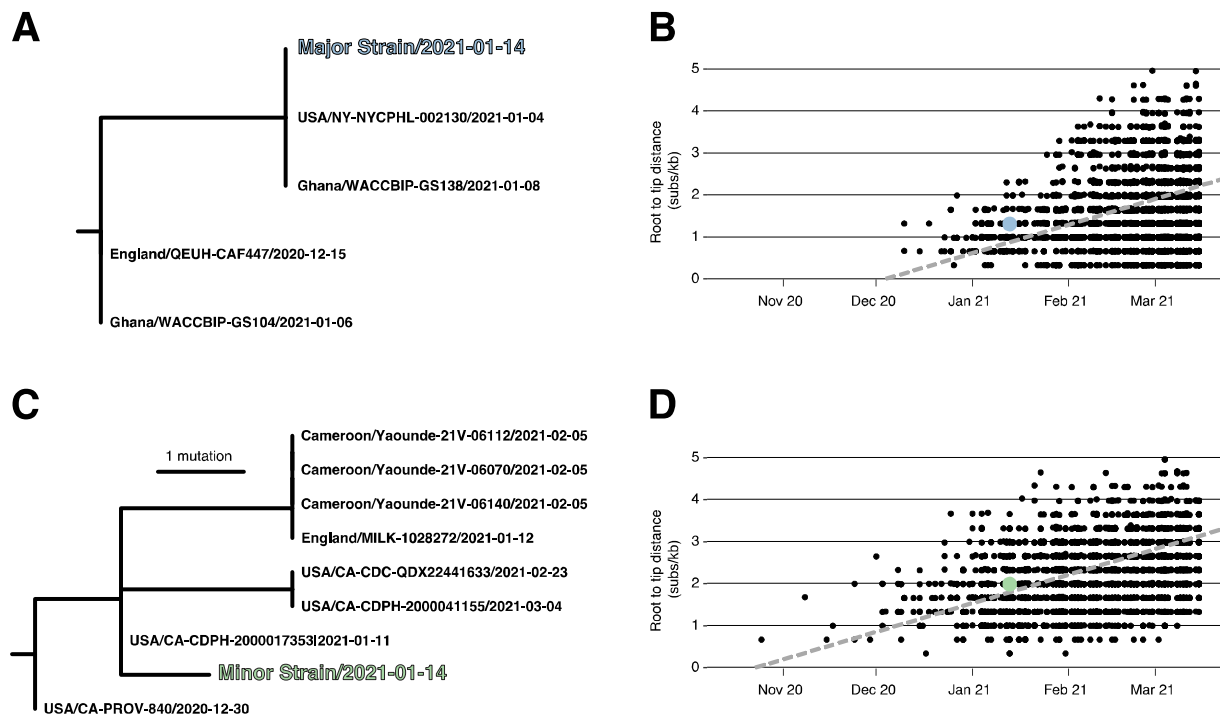 A
Major Strain/2021-01-14
USA/NY-NYCPHL-002130/2021-01-04
Ghana/WACCBIP-GS138/2021-01-08
England/QEUH-CAF447/2020-12-15
Ghana/WACCBIP-GS104/2021-01-06
B
Root to tip distance
(subs/kb)
5
4
3
2
1
0
Nov 20 Dec 20 Jan 21 Feb 21 Mar 21
C
1 mutation
Cameroon/Yaounde-21V-06112/2021-02-05
Cameroon/Yaounde-21V-06070/2021-02-05
Cameroon/Yaounde-21V-06140/2021-02-05
England/MILK-1028272/2021-01-12
USA/CA-CDC-QDX22441633/2021-02-23
USA/CA-CDPH-2000041155/2021-03-04
USA/CA-CDPH-2000017353|2021-01-11
Minor Strain/2021-01-14
USA/CA-PROV-840/2020-12-30
D
Root to tip distance
(subs/kb)
5
4
3
2
1
0
Nov 20 Dec 20 Jan 21 Feb 21 Mar 21